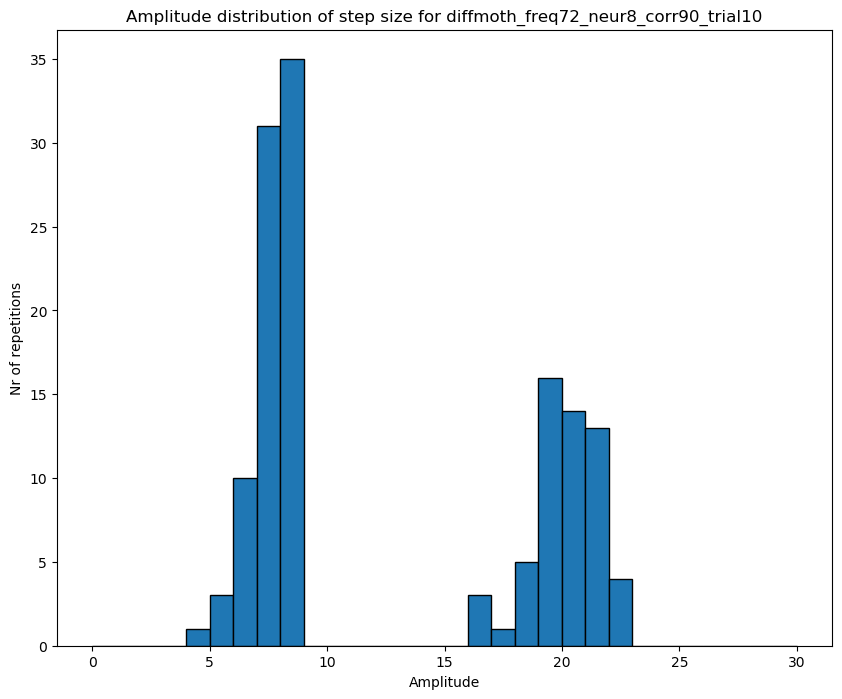 Amplitude distribution of step size for diffmoth_freq72_neur8_corr90_trial10
Nr of repetitions
35
30
25
20
15
10
5
0
0 5 10 15 20 25 30
Amplitude